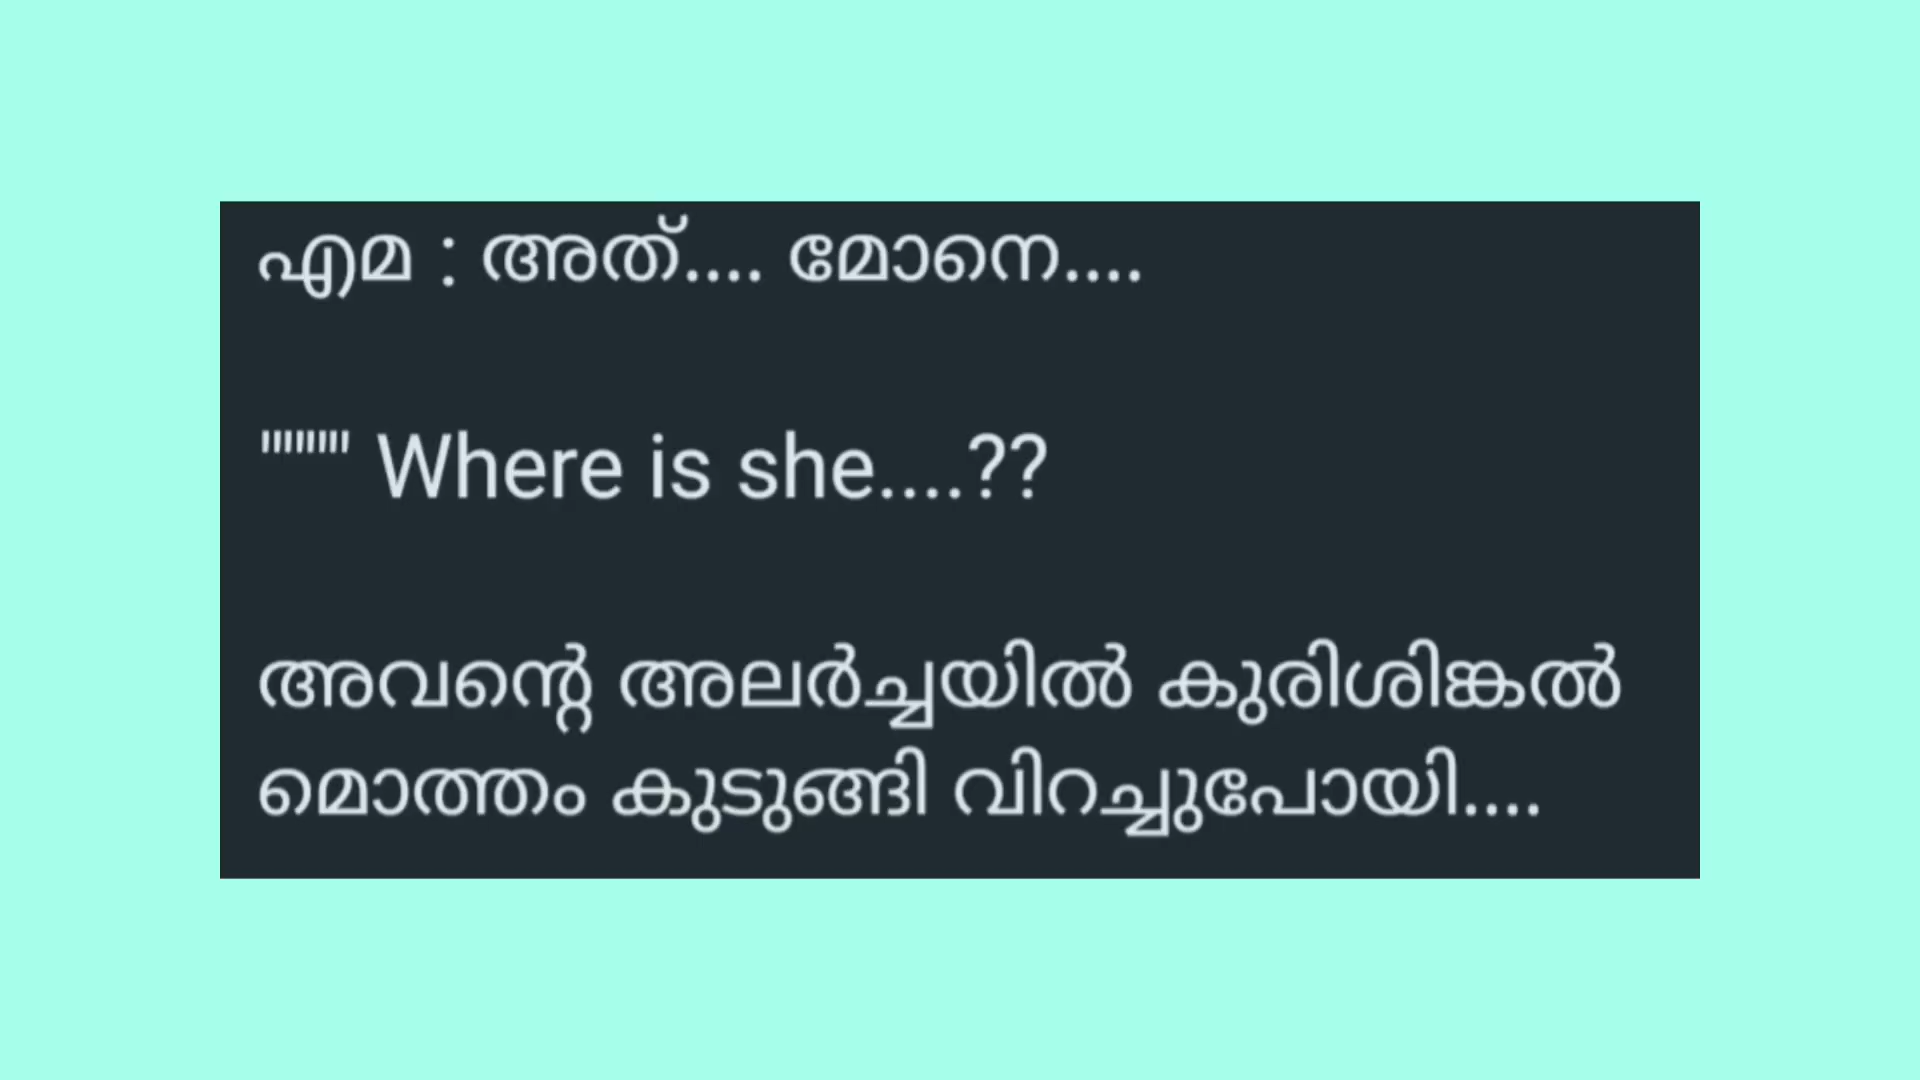 എമ : അത്.... മോനെ....
"""" Where is she....??
അവന്റെ അലർച്ചയിൽ കുരിശിങ്കൽ
മൊത്തം കുടുങ്ങി വിറച്ചുപോയി....